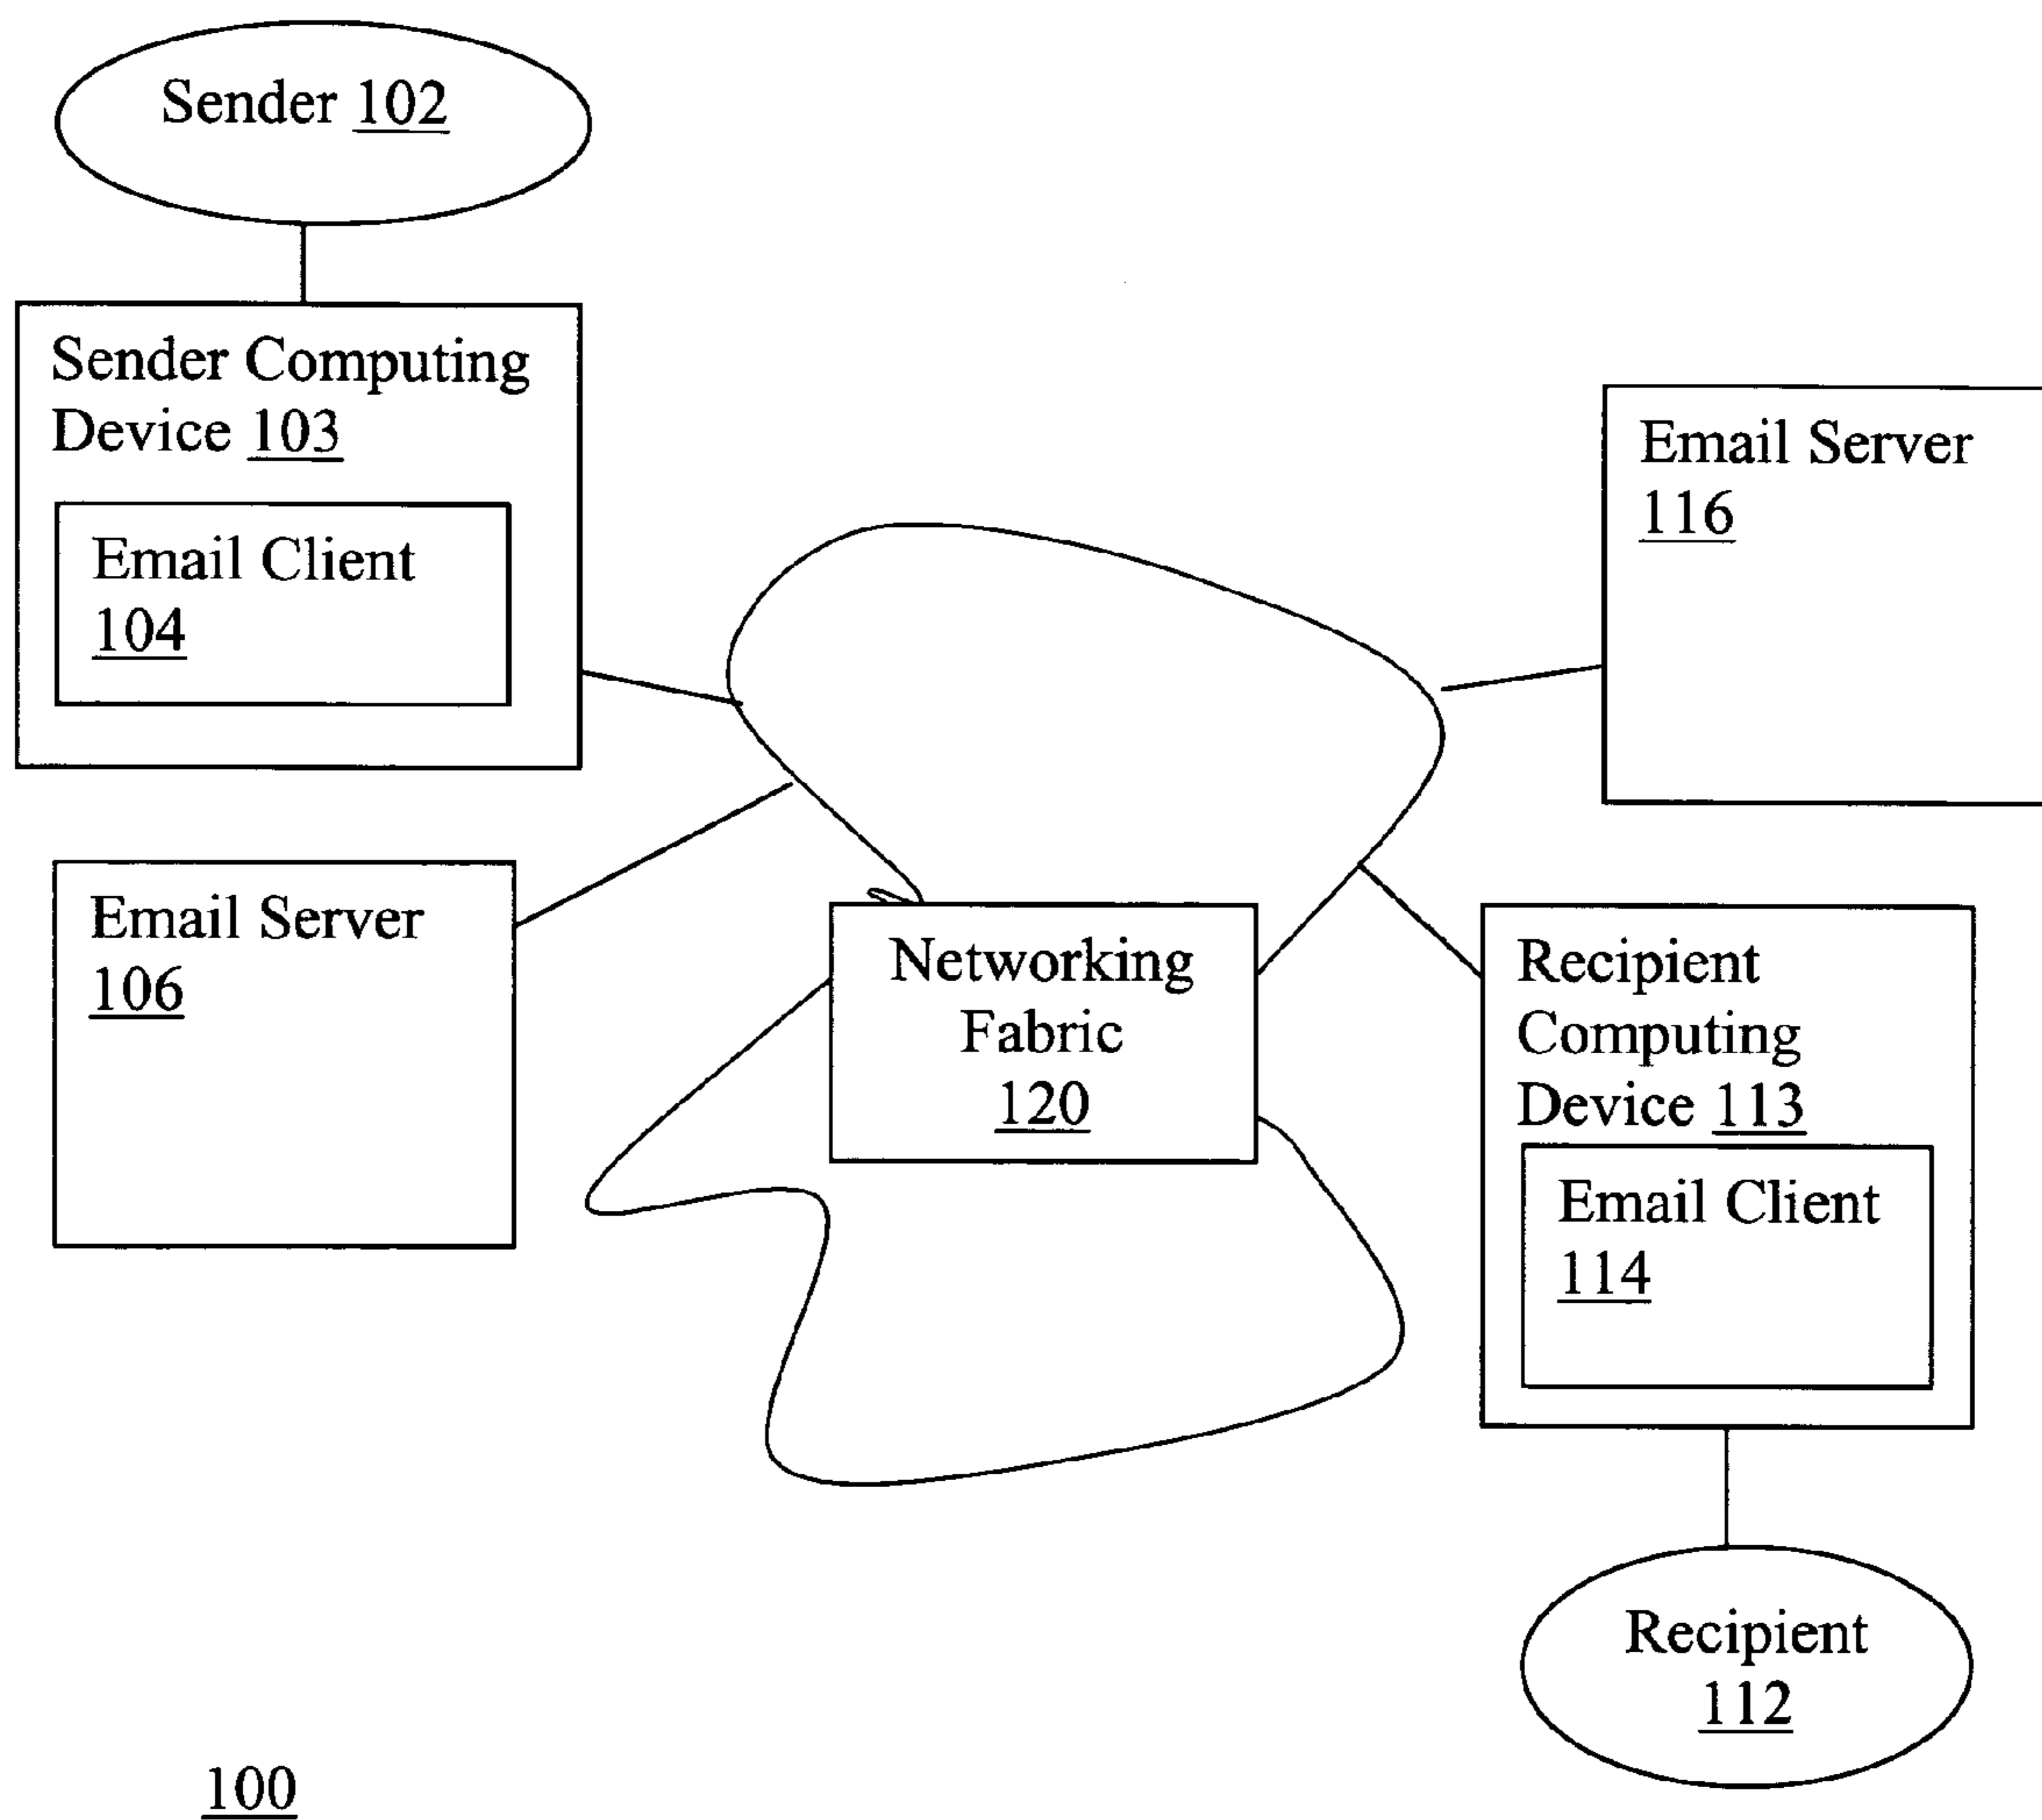 Sender 102
Sender Computing
Device 103
Email Client
104
Email Server
116
Email Server
106
Networking
Fabric
120
Recipient
Computing
Device 113
Email Client
114
Recipient
112
100